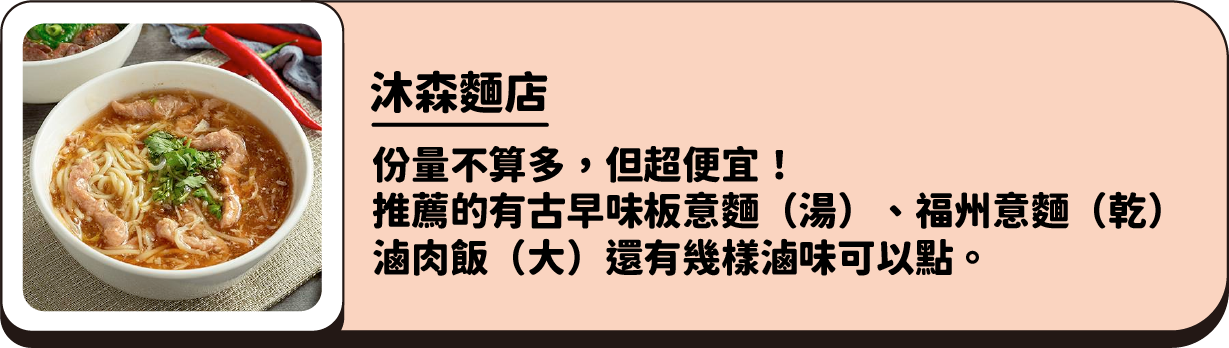 沐森麵店
份量不算多，但超便宜！
推薦的有古早味板意麵（湯）、福州意麵（乾）
滷肉飯（大）還有幾樣滷味可以點。